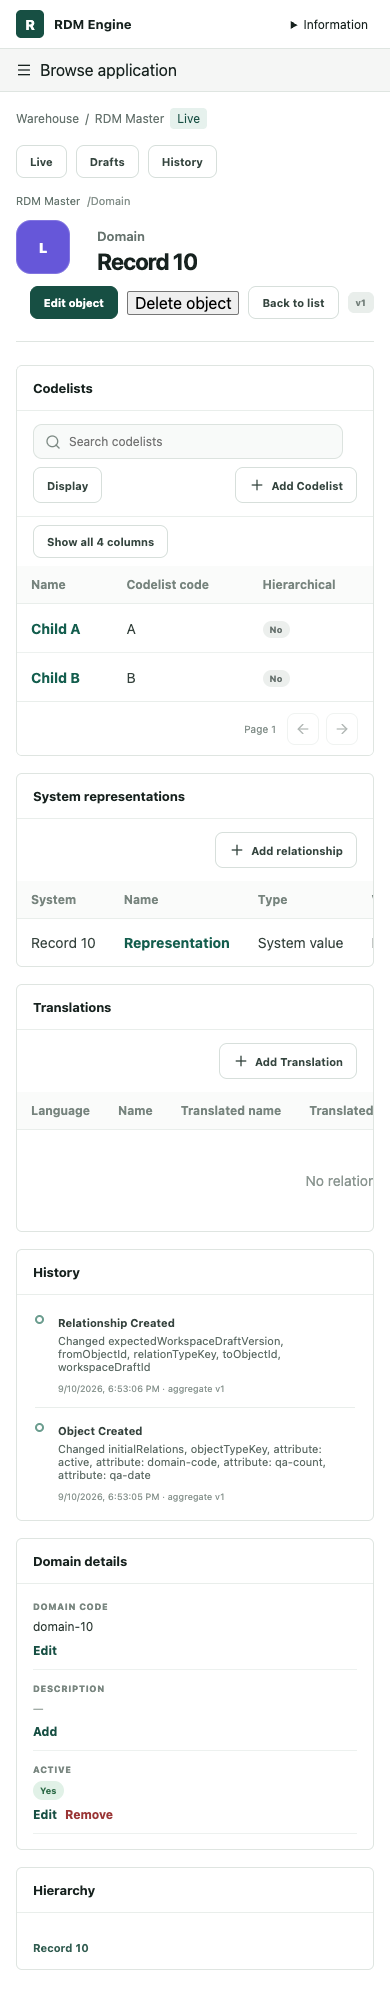 R RDM Engine ▶ Information
☰ Browse application
Warehouse / RDM Master Live
Live Drafts History
RDM Master /Domain
L
Domain
Record 10
Edit object Delete object Back to list v1
Codelists
Search codelists
Display + Add Codelist
Show all 4 columns
Name Codelist code Hierarchical
Child A A No
Child B B No
Page 1 ← →
System representations
+ Add relationship
System Name Type
Record 10 Representation System value
Translations
+ Add Translation
Language Name Translated name Translated
No relation
History
Relationship Created
Changed expectedWorkspaceDraftVersion,
fromObjectId, relationTypeKey, toObjectId,
workspaceDraftId
9/10/2026, 6:53:06 PM · aggregate v1
Object Created
Changed initialRelations, objectTypeKey, attribute:
active, attribute: domain-code, attribute: qa-count,
attribute: qa-date
9/10/2026, 6:53:05 PM · aggregate v1
Domain details
DOMAIN CODE
domain-10
Edit
DESCRIPTION
—
Add
ACTIVE
Yes
Edit Remove
Hierarchy
Record 10